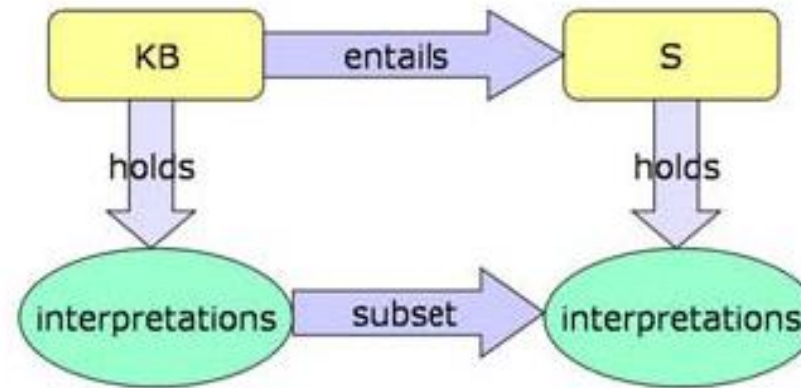 KB
entails
S
holds
holds
interpretations
subset
interpretations